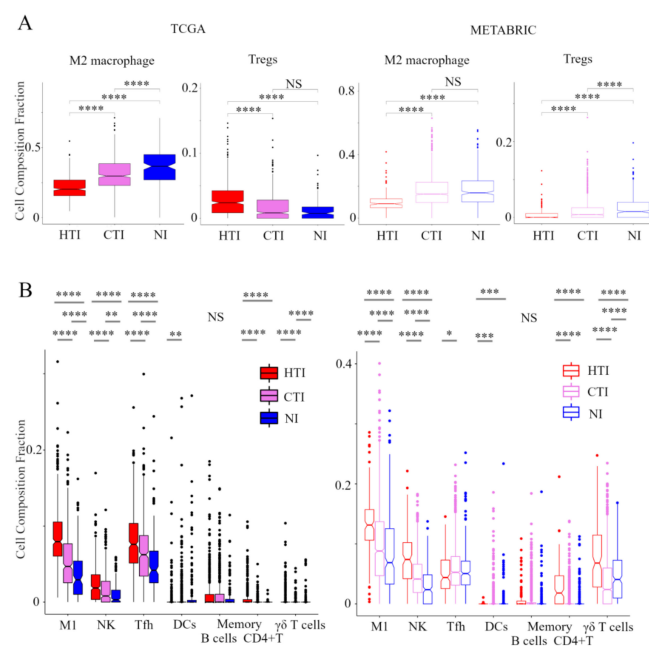 A
TCGA
METABRIC
M2 macrophage
Tregs
M2 macrophage
Tregs
Cell Composition Fraction
****
****
****
NS
****
****
NS
****
****
****
****
****
0.5
0
0.2
0.1
0
0.8
0.4
0
0.2
0
HTI CTI NI
HTI CTI NI
HTI CTI NI
HTI CTI NI
B
**** **** **** ****
**** ** **** NS ****
**** **** **** ** **** ****
**** **** *** **** ****
**** **** NS ****
**** **** * *** **** ****
Cell Composition Fraction
0.2
0
0.4
0.2
0
HTI
CTI
NI
HTI
CTI
NI
M1 NK Tfh DCs Memory γδ T cells
B cells CD4+T
M1 NK Tfh DCs Memory γδ T cells
B cells CD4+T